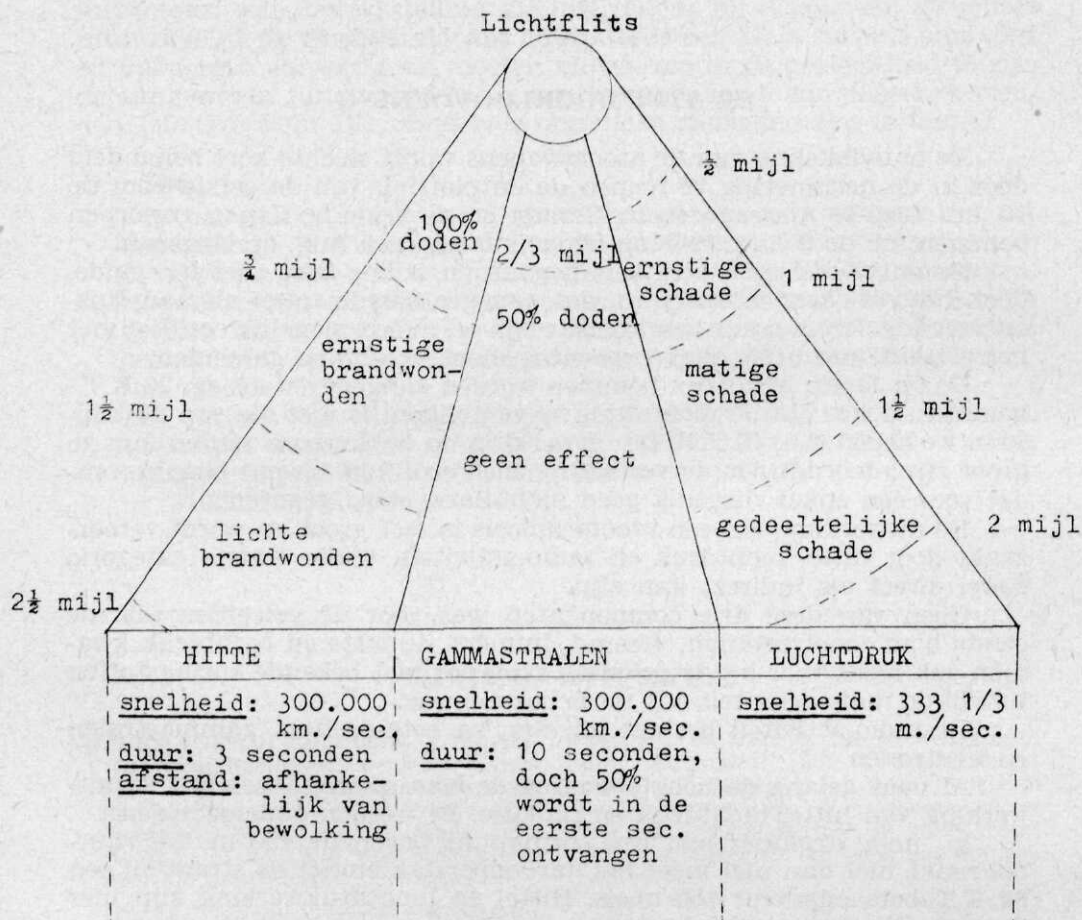 Lichtflits
½ mijl
100%
doden
¾ mijl
2/3 mijl
ernstige
schade
1 mijl
50% doden
ernstige
brandwon-
den
matige
schade
1½ mijl
1½ mijl
geen effect
lichte
brandwonden
gedeeltelijke
schade
2 mijl
2½ mijl
HITTE
GAMMASTRALEN
LUCHTDRUK
snelheid: 300.000
km./sec.
duur: 3 seconden
afstand: afhanke-
lijk van
bewolking
snelheid: 300.000
km./sec.
duur: 10 seconden,
doch 50%
wordt in de
eerste sec.
ontvangen
snelheid: 333 1/3
m./sec.